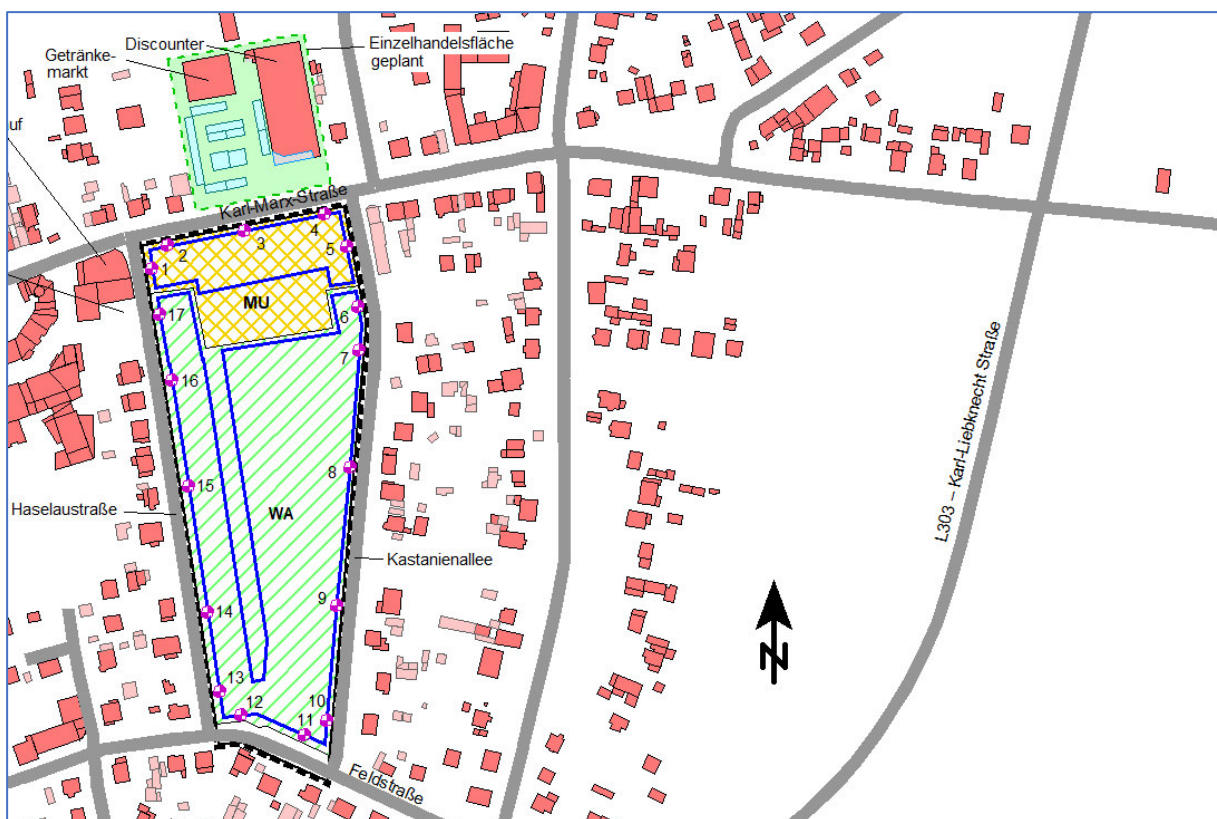 Discounter
Getränke-
markt
Einzelhandelsfläche
geplant
uf
Karl-Marx-Straße
1
2
3
4
5
MU
6
7
17
16
15
8
Haselaustraße
WA
Kastanienallee
14
9
13
12
11
10
Feldstraße
L303 – Karl-Liebknecht Straße
N